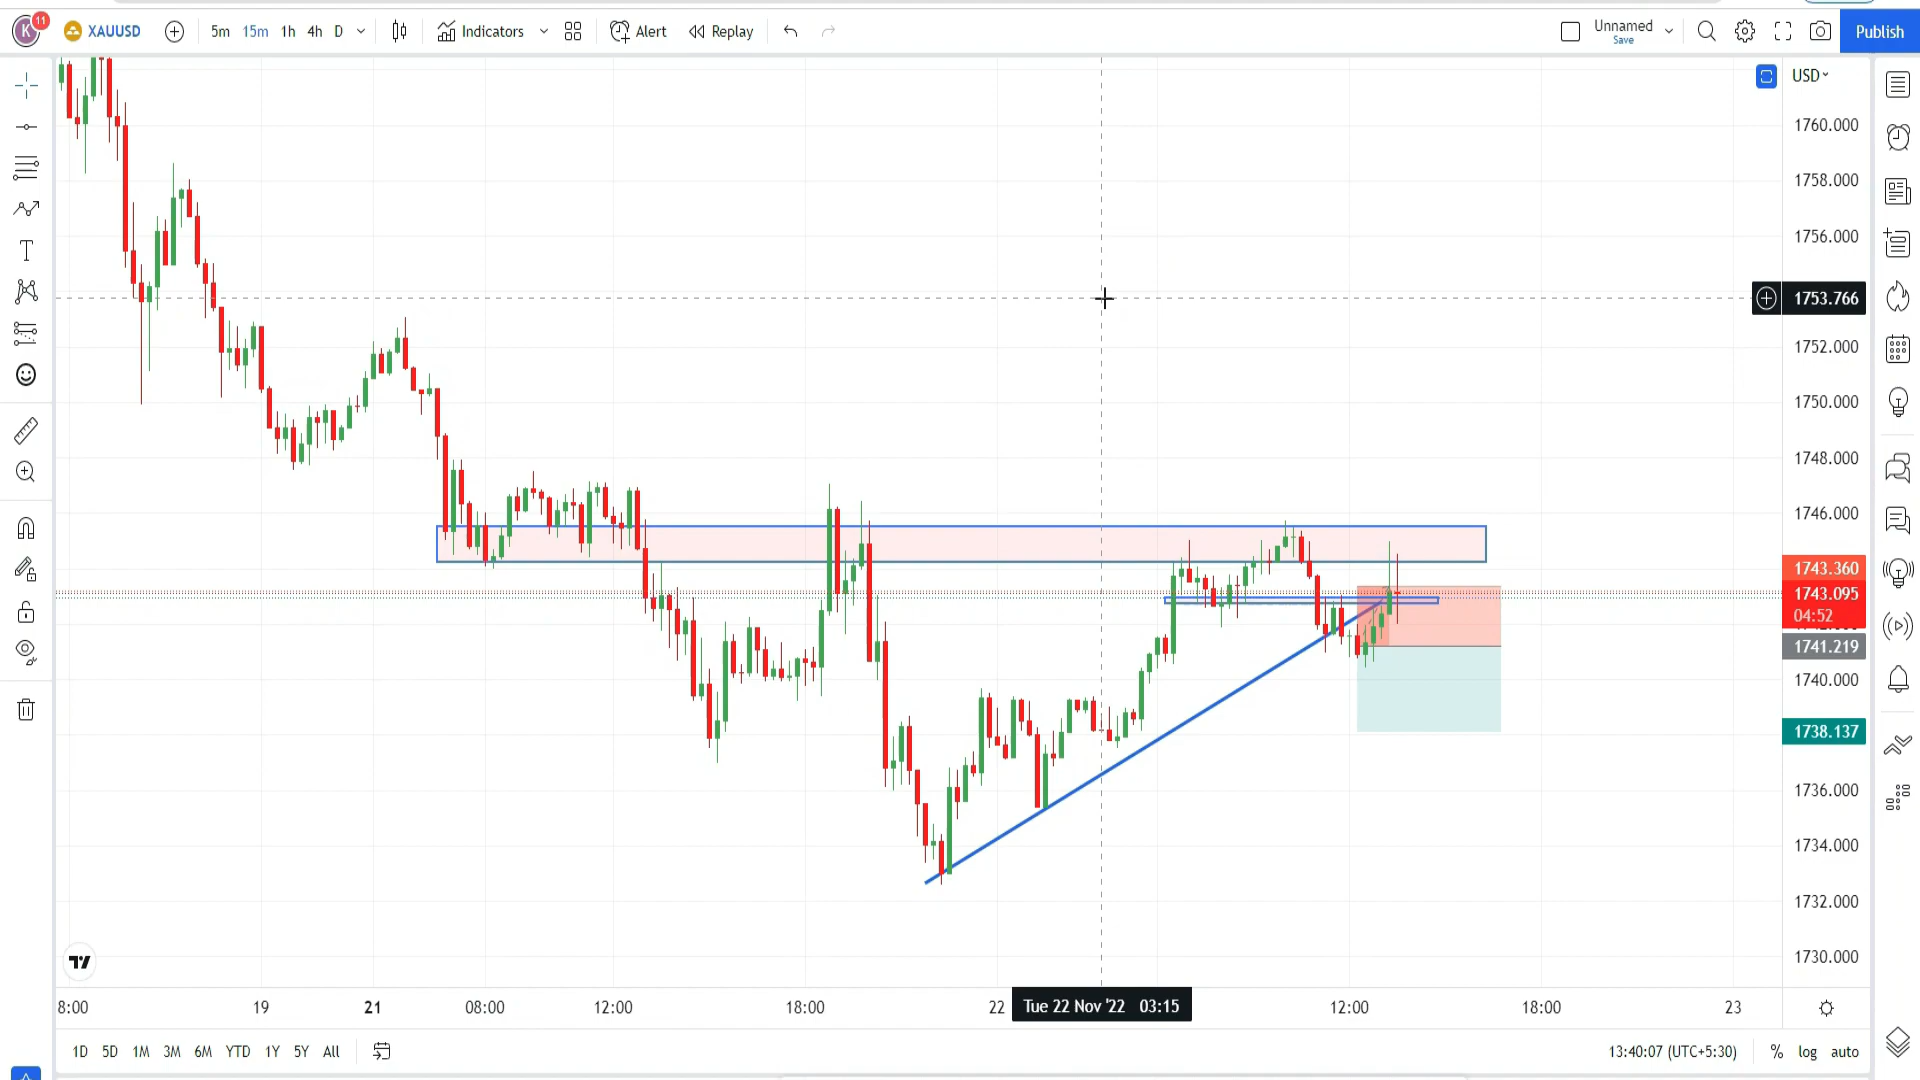 K
11
XAUUSD
5m 15m 1h 4h D
Indicators
Alert
Replay
Unnamed
Save
Publish
USD
1760.000
1758.000
1756.000
1753.766
1752.000
1750.000
1748.000
1746.000
1743.360
1743.095
04:52
1741.219
1740.000
1738.137
1736.000
1734.000
1732.000
1730.000
8:00 19 21 08:00 12:00 18:00 22 Tue 22 Nov '22 03:15 12:00 18:00 23
1D 5D 1M 3M 6M YTD 1Y 5Y All
13:40:07 (UTC+5:30) % log auto